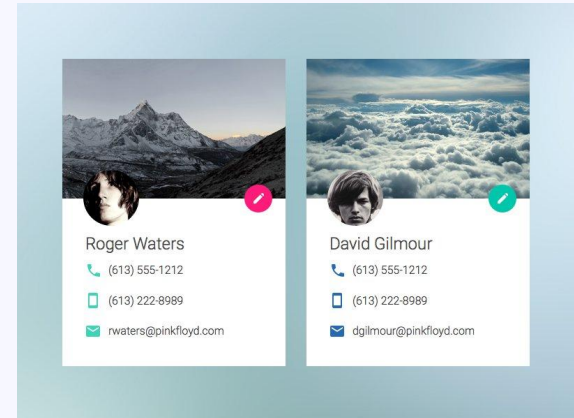 Roger Waters
(613) 555-1212
(613) 222-8989
rwaters@pinkfloyd.com
David Gilmour
(613) 555-1212
(613) 222-8989
dgilmour@pinkfloyd.com